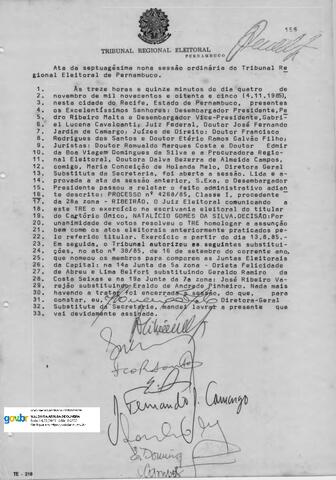 156
TRIBUNAL REGIONAL ELEITORAL
PERNAMBUCO
Ata da septuagésima nona sessão ordinária do Tribunal Re
gional Eleitoral de Pernambuco.
1. Às treze horas e quinze minutos do dia quatro de
2. novembro de mil novecentos e oitenta e cinco (4.11.1985),
3. nesta cidade do Recife, Estado de Pernambuco, presentes
4. os Excelentíssimos Senhores: Desembargador Presidente, Pe
5. dro Ribeiro Malta e Desembargador Vice-Presidente, Gabri
6. el Lucena Cavalcanti, Juiz Federal, Doutor José Fernando
7. Jardim de Camargo; Juízes de Direito: Doutor Francisco
8. Rodrigues dos Santos e Doutor Etério Ramos Galvão Filho;
9. Juristas: Doutor Romualdo Marques Costa e Doutor Edmir
10. da Boa Viagem Domingues da Silva e a Procuradora Regio-
11. nal Eleitoral, Doutora Dalva Bezerra de Almeida Campos,
12. comigo, Maria Conceição de Holanda Melo, Diretora Geral
13. Substituta da Secretaria, foi aberta a sessão. Lida e a-
14. provada a ata da sessão anterior, S.Exa. o Desembargador
15. Presidente passou a relatar o feito administrativo adian
16. te descrito: PROCESSO nº 4268/85, Classe I, procedente
17. da 28a zona - RIBEIRÃO. O Juiz Eleitoral comunicando a
18. este TRE o exercício na escrivania eleitoral do titular
19. do Cartório Único, NATALÍCIO GOMES DA SILVA. DECISÃO: Por
20. unanimidade de votos resolveu o TRE homologar a assunção
21. bem como os atos eleitorais anteriormente praticados pe-
22. lo referido titular. Exercício a partir do dia 13.8.85.-
23. Em seguida, o Tribunal autorizou as seguintes substitui-
24. ções, no ato nº 38/85, de 16 de setembro do corrente ano,
25. que nomeou os membros para comporem as Juntas Eleitorais
26. da Capital: na 14a Junta da 5a zona - Orista Felicidade
27. de Abreu e Lima Belfort substituindo Geraldo Ramiro
28. Costa Seixas e na 15a Junta da 7a zona: José Ribeiro Va-
29. rejão substituindo Eraldo de Andrade Pinheiro. Nada mais
30. havendo a tratar foi encerrada a sessão, do que, para
31. constar, eu, Diretora-Geral
32. Substituta da Secretaria, mandei lavrar a presente que
33. vai devidamente assinada.
Fernando J. Camargo
gov.br
TE - 210